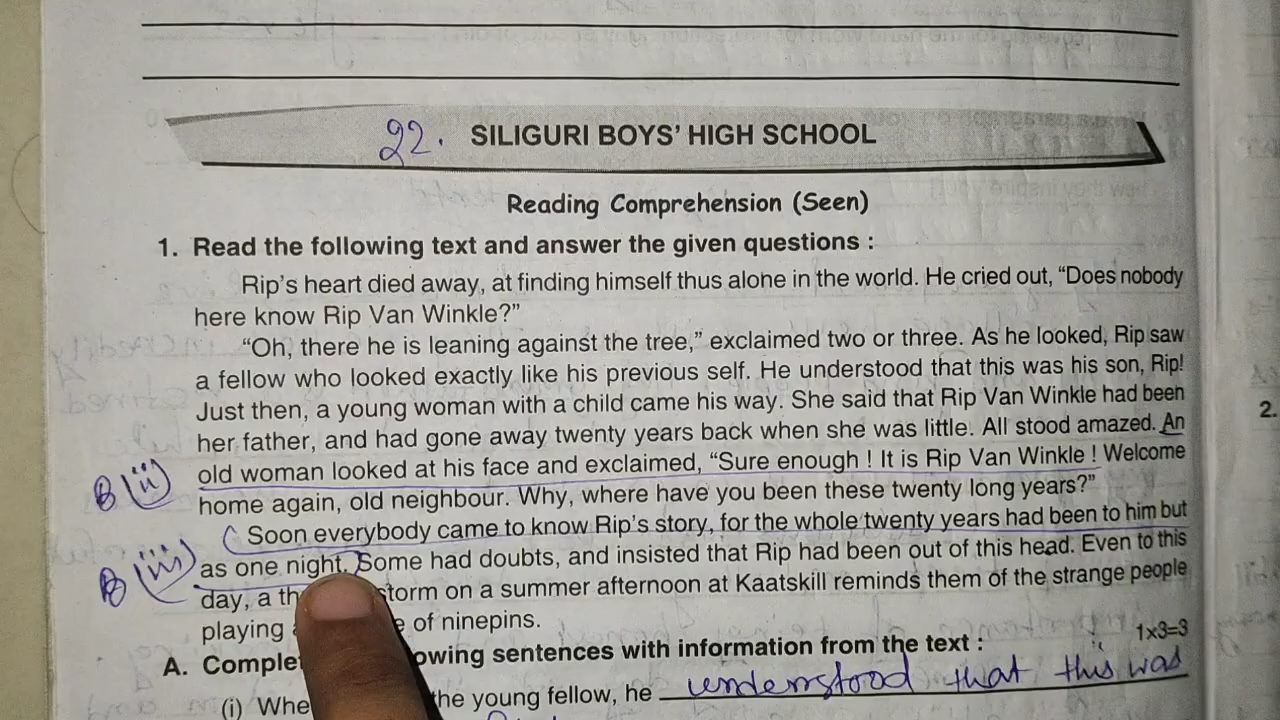 22. SILIGURI BOYS' HIGH SCHOOL
Reading Comprehension (Seen)
1. Read the following text and answer the given questions :
Rip's heart died away, at finding himself thus alone in the world. He cried out, “Does nobody
here know Rip Van Winkle?”
“Oh, there he is leaning against the tree,” exclaimed two or three. As he looked, Rip saw
a fellow who looked exactly like his previous self. He understood that this was his son, Rip!
Just then, a young woman with a child came his way. She said that Rip Van Winkle had been
her father, and had gone away twenty years back when she was little. All stood amazed. An
B (ii) old woman looked at his face and exclaimed, “Sure enough ! It is Rip Van Winkle ! Welcome
home again, old neighbour. Why, where have you been these twenty long years?”
Soon everybody came to know Rip's story, for the whole twenty years had been to him but
B (iii) as one night. Some had doubts, and insisted that Rip had been out of this head. Even to this
day, a th storm on a summer afternoon at Kaatskill reminds them of the strange people
playing of ninepins.
1x3=3
A. Comple owing sentences with information from the text :
(i) Whe the young fellow, he understood that this was
2.